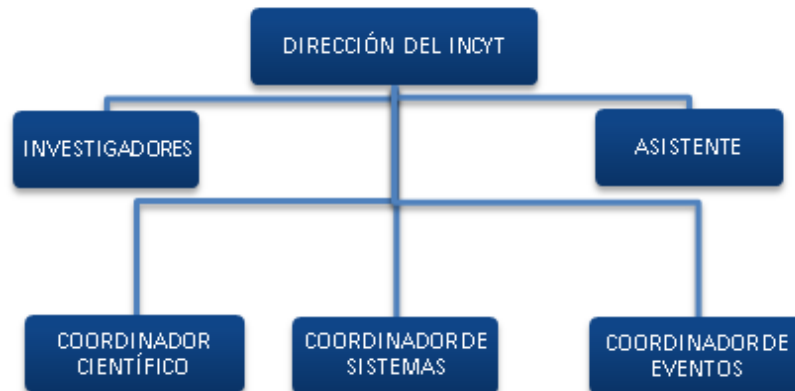 DIRECCIÓN DEL INCYT
INVESTIGADORES
ASISTENTE
COORDINADOR
CIENTÍFICO
COORDINADOR DE
SISTEMAS
COORDINADOR DE
EVENTOS